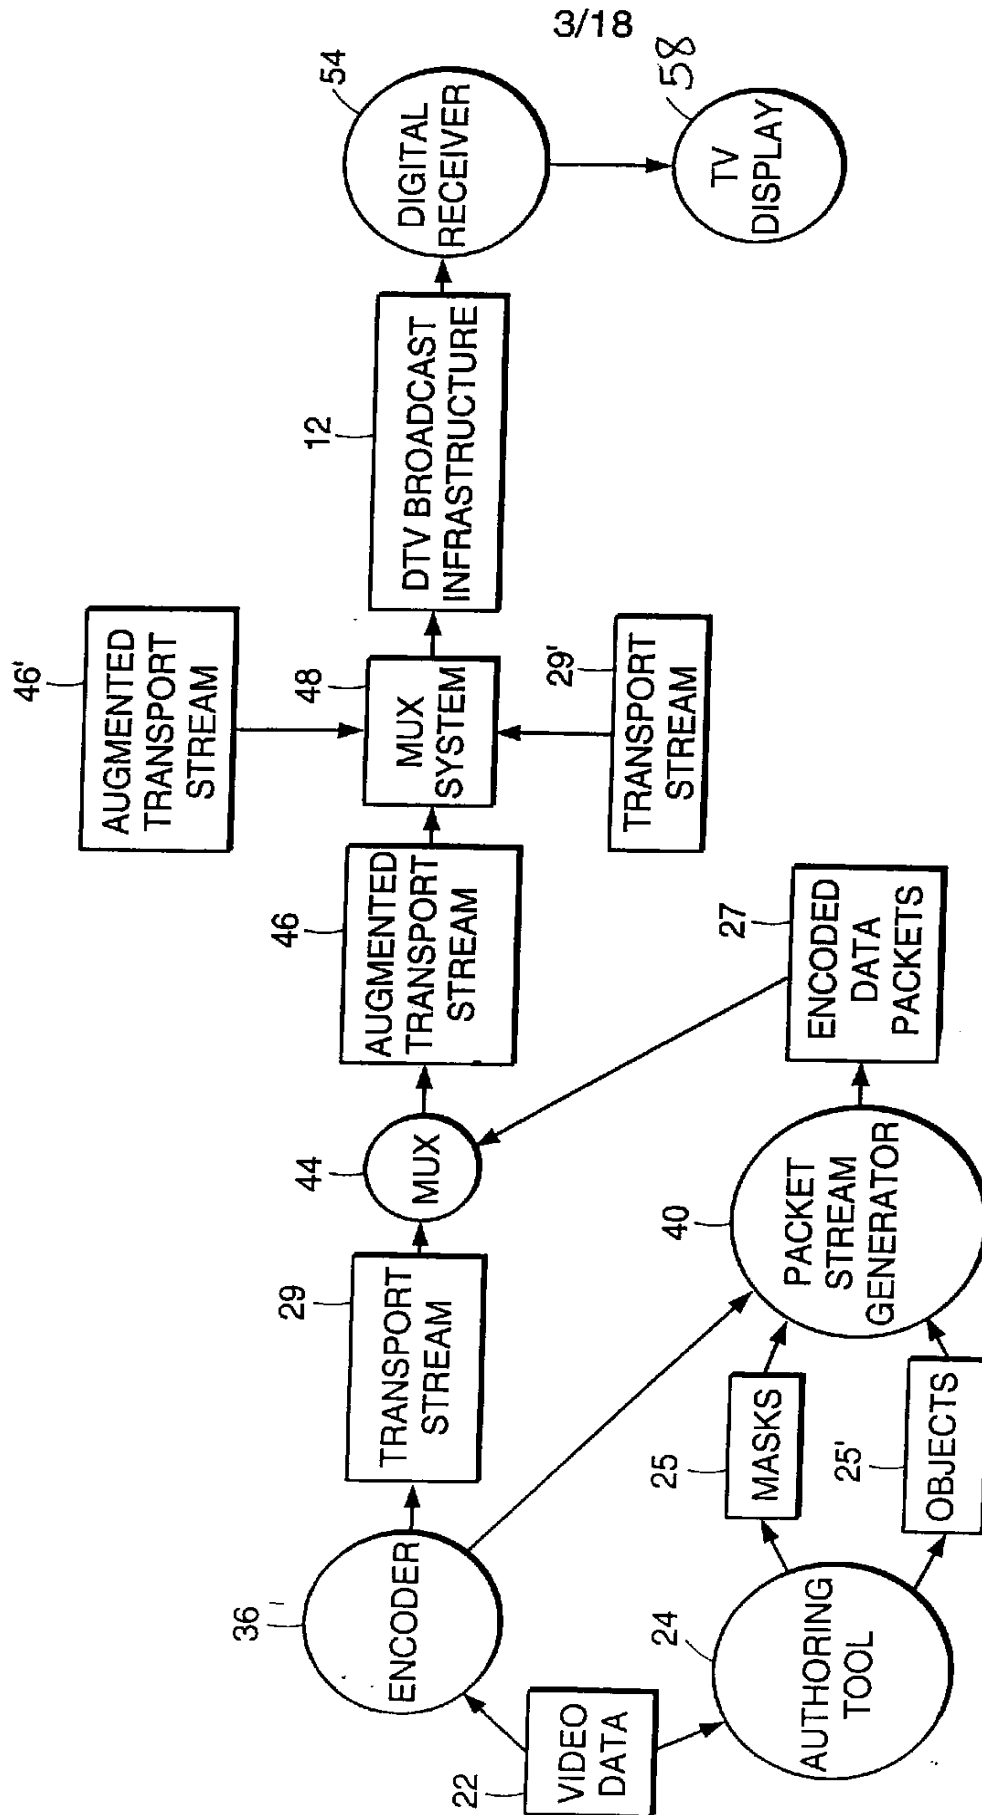 3/18
22
VIDEO
DATA
36
ENCODER
24
AUTHORING
TOOL
29
TRANSPORT
STREAM
25
MASKS
25'
OBJECTS
40
PACKET
STREAM
GENERATOR
44
MUX
27
ENCODED
DATA
PACKETS
46
AUGMENTED
TRANSPORT
STREAM
46'
AUGMENTED
TRANSPORT
STREAM
48
MUX
SYSTEM
29'
TRANSPORT
STREAM
12
DTV BROADCAST
INFRASTRUCTURE
54
DIGITAL
RECEIVER
58
TV
DISPLAY